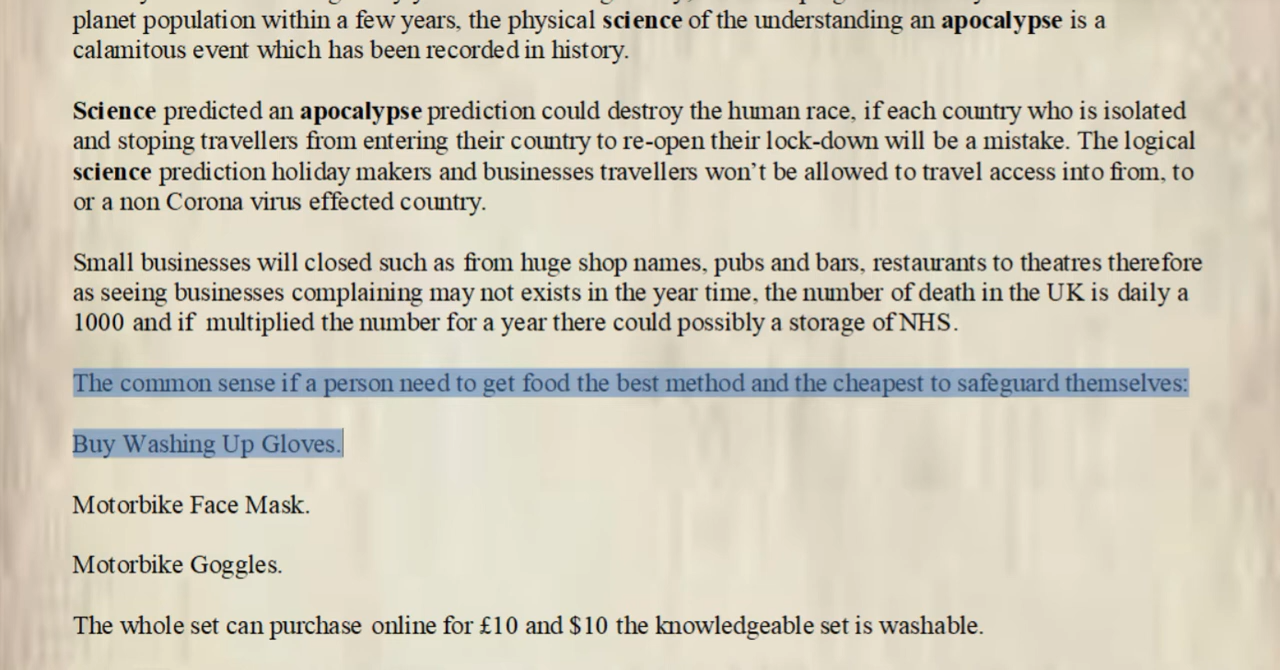 planet population within a few years, the physical science of the understanding an apocalypse is a
calamitous event which has been recorded in history.
Science predicted an apocalypse prediction could destroy the human race, if each country who is isolated
and stoping travellers from entering their country to re-open their lock-down will be a mistake. The logical
science prediction holiday makers and businesses travellers won't be allowed to travel access into from, to
or a non Corona virus effected country.
Small businesses will closed such as from huge shop names, pubs and bars, restaurants to theatres therefore
as seeing businesses complaining may not exists in the year time, the number of death in the UK is daily a
1000 and if multiplied the number for a year there could possibly a storage of NHS.
The common sense if a person need to get food the best method and the cheapest to safeguard themselves:
Buy Washing Up Gloves.
Motorbike Face Mask.
Motorbike Goggles.
The whole set can purchase online for £10 and $10 the knowledgeable set is washable.